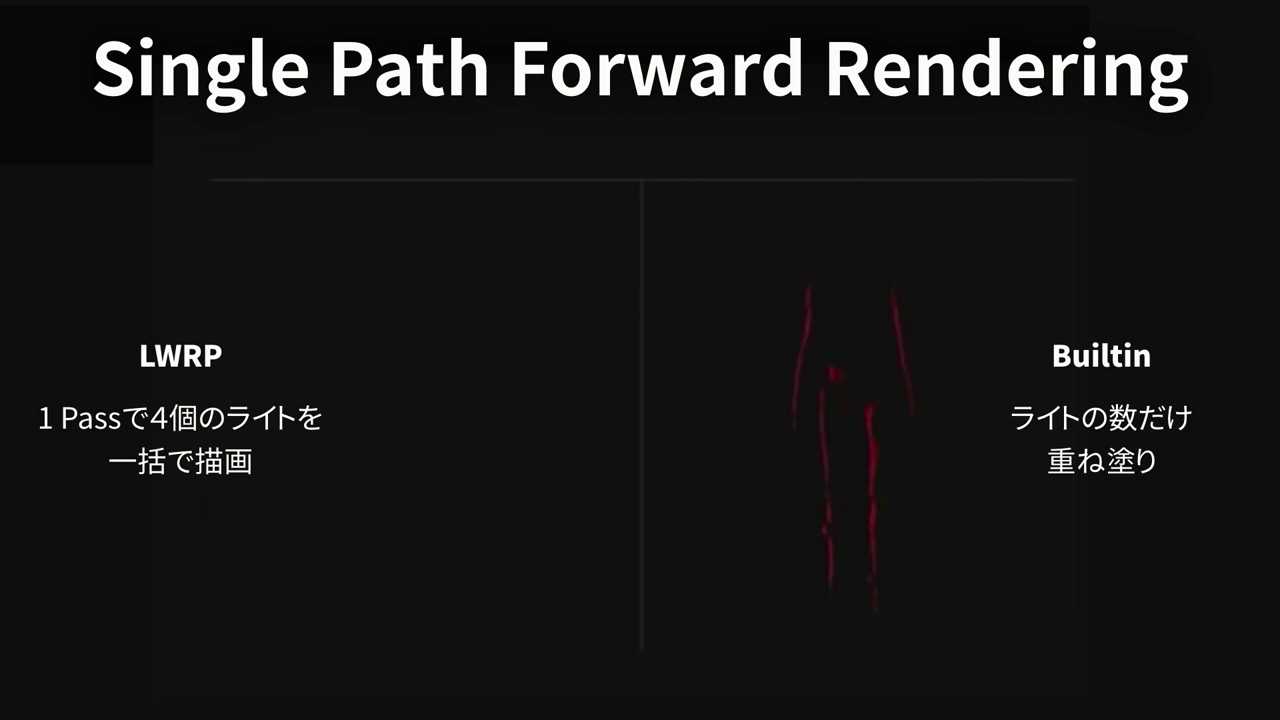 Single Path Forward Rendering
LWRP
1 Passで4個のライトを
一括で描画
Builtin
ライトの数だけ
重ね塗り